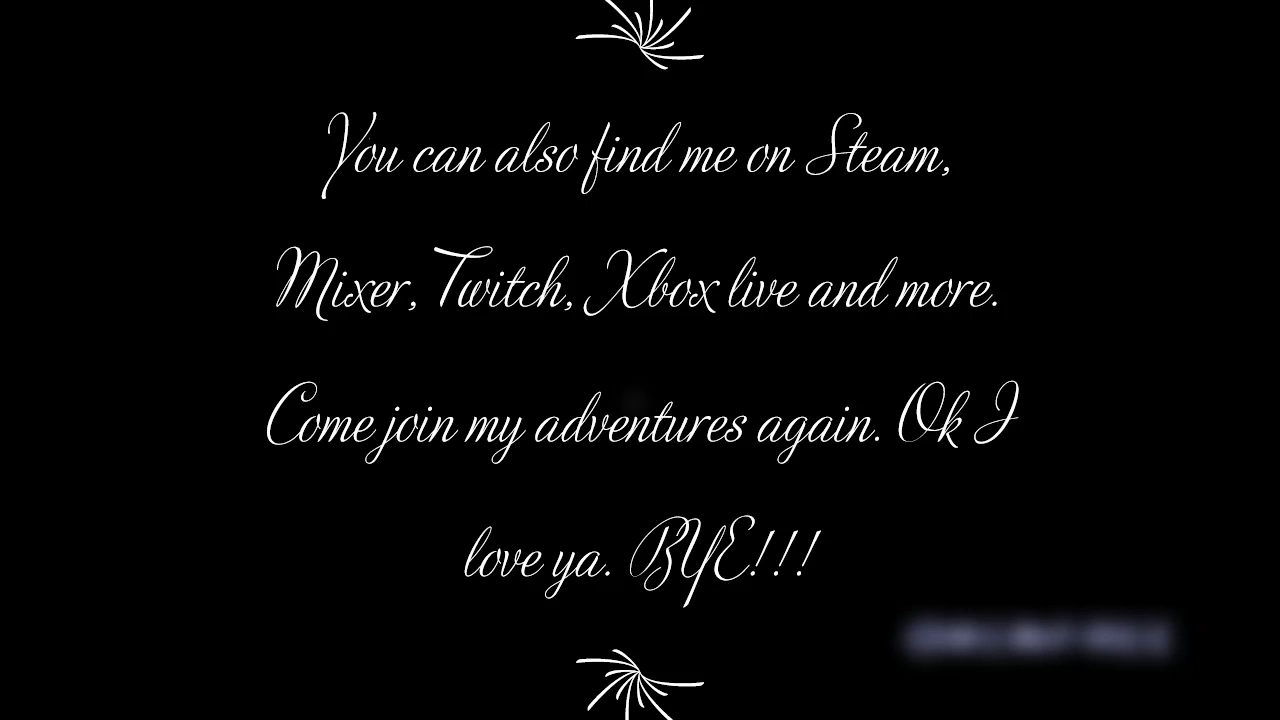 You can also find me on Steam,
Mixer, Twitch, Xbox live and more.
Come join my adventures again. Ok I
love ya. BYE!!!